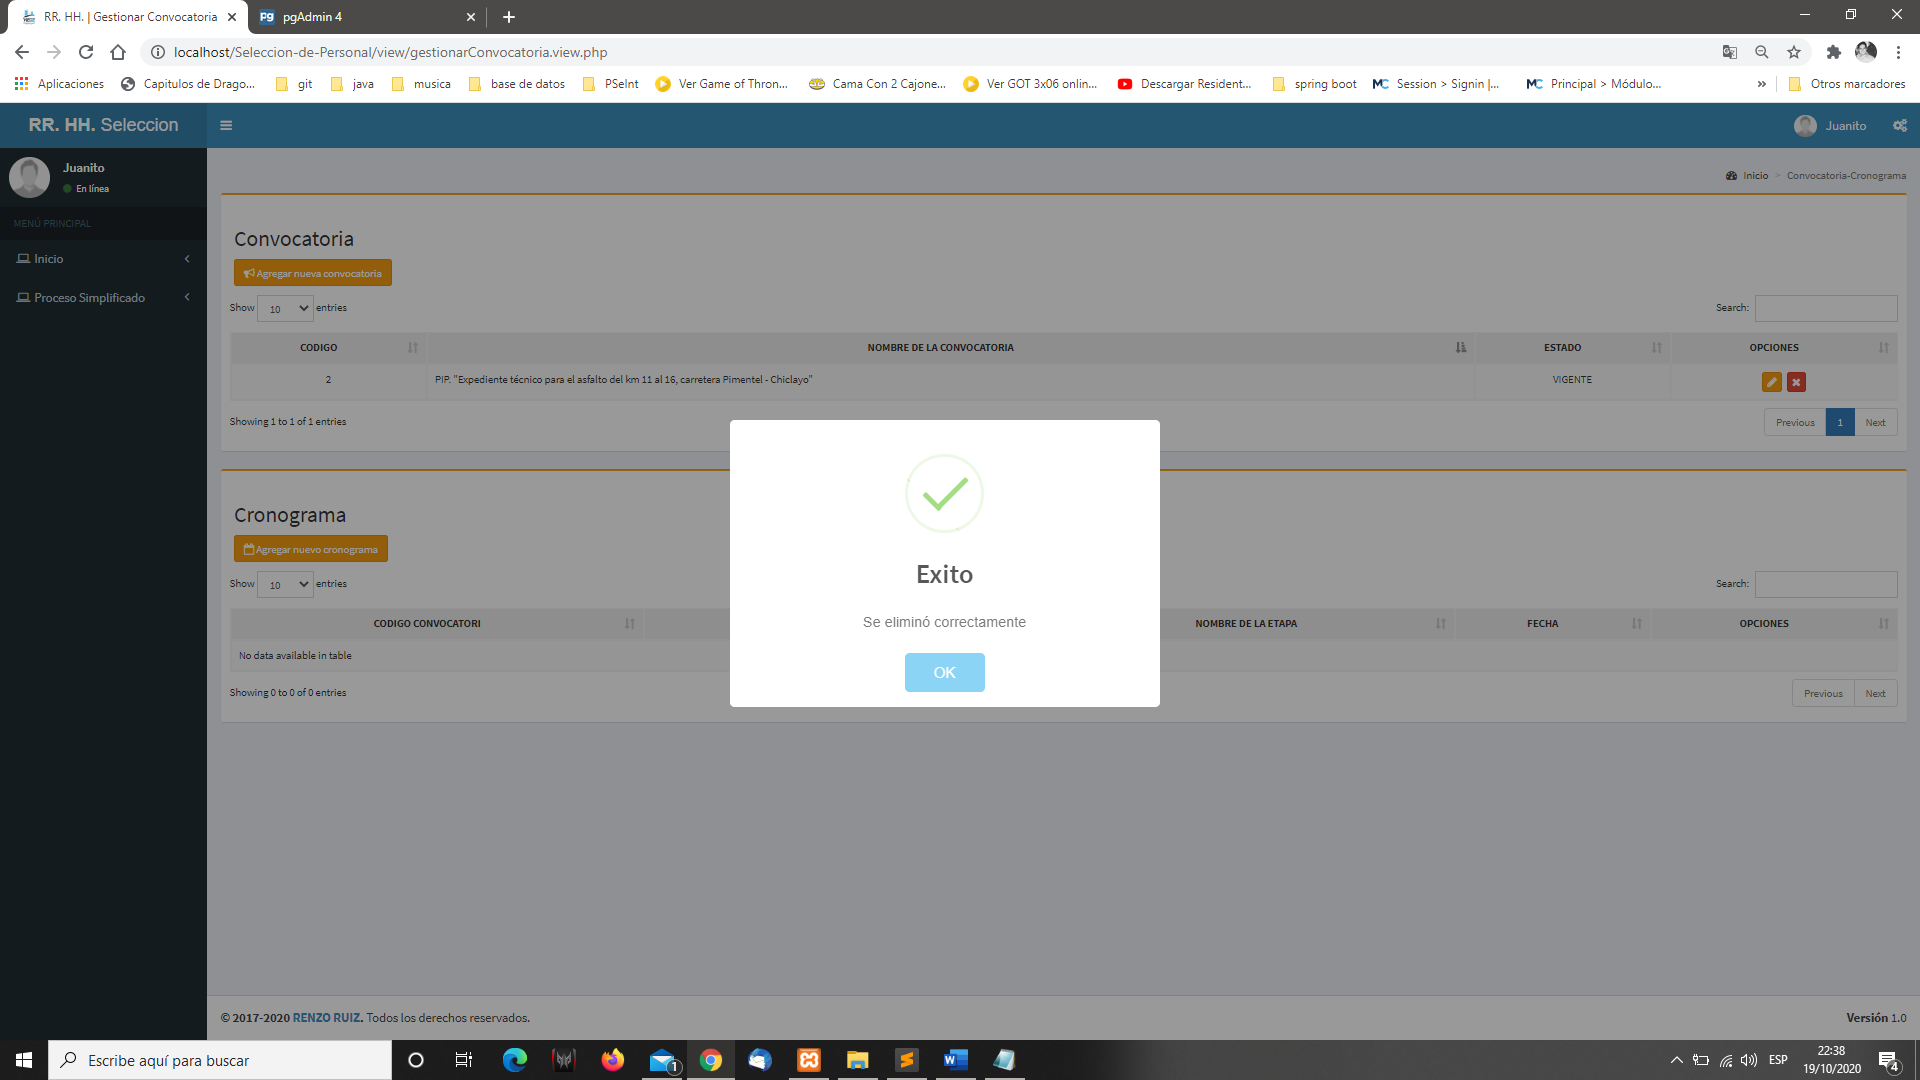 RR. HH. | Gestionar Convocatoria
pgAdmin 4
localhost/Seleccion-de-Personal/view/gestionarConvocatoria.view.php
Aplicaciones
Capitulos de Drago...
git
java
musica
base de datos
PSeInt
Ver Game of Thron...
Cama Con 2 Cajone...
Ver GOT 3x06 onlin...
Descargar Resident...
spring boot
Session > Signin |...
Principal > Módulo...
»
Otros marcadores
RR. HH. Seleccion
Juanito
Juanito
En línea
Inicio > Convocatoria-Cronograma
MENÚ PRINCIPAL
Inicio
Proceso Simplificado
Convocatoria
Agregar nueva convocatoria
Show 10 entries
Search:
CODIGO NOMBRE DE LA CONVOCATORIA ESTADO OPCIONES
2 PIP. "Expediente técnico para el asfalto del km 11 al 16, carretera Pimentel - Chiclayo" VIGENTE
Showing 1 to 1 of 1 entries
Previous 1 Next
Cronograma
Agregar nuevo cronograma
Show 10 entries
Search:
CODIGO CONVOCATORI NOMBRE DE LA ETAPA FECHA OPCIONES
No data available in table
Showing 0 to 0 of 0 entries
Previous Next
Exito
Se eliminó correctamente
OK
© 2017-2020 RENZO RUIZ. Todos los derechos reservados.
Versión 1.0
Escribe aquí para buscar
1
ESP
22:38
19/10/2020
4